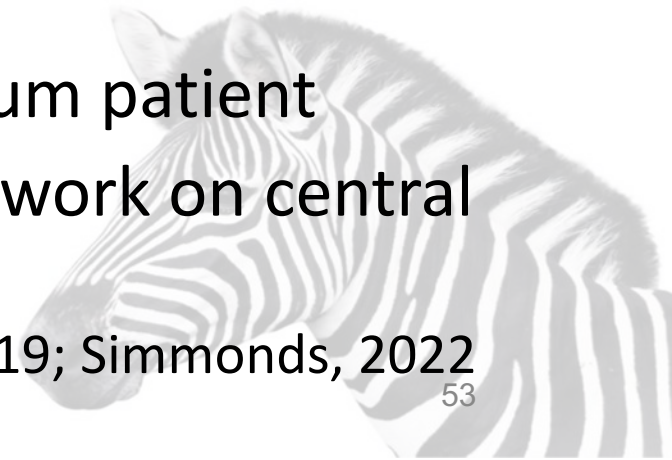 um patient
work on central
19; Simmonds, 2022
53